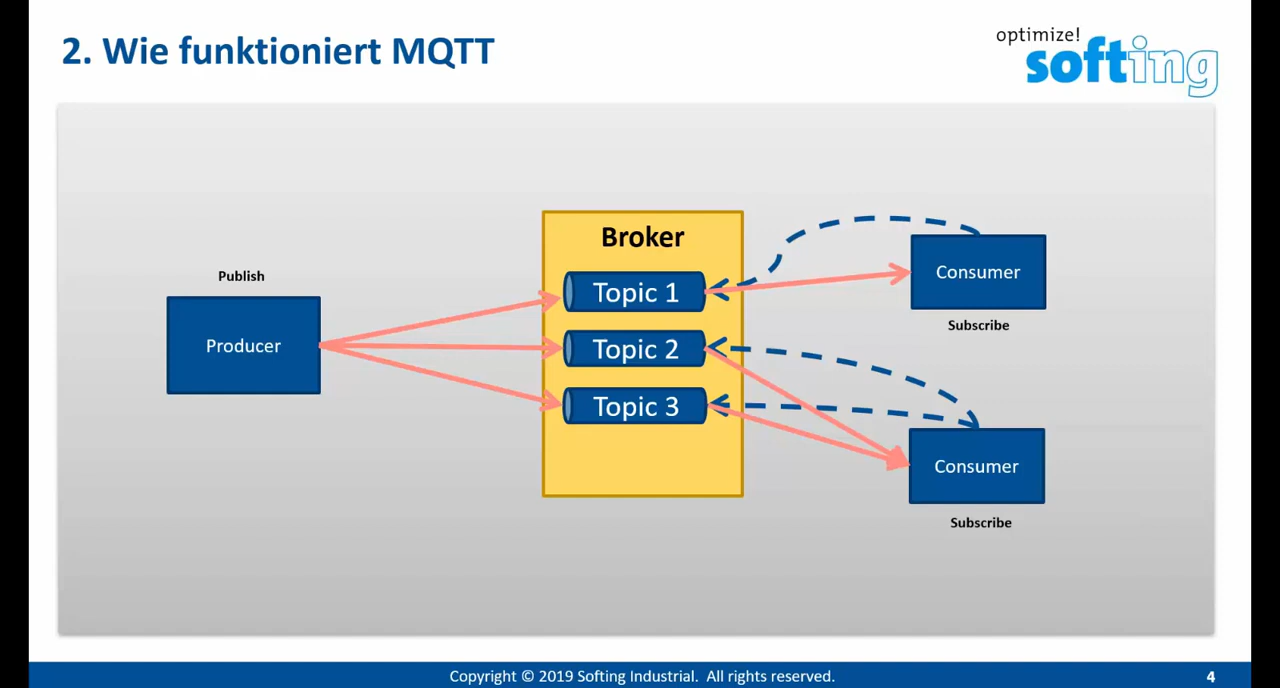 2. Wie funktioniert MQTT
optimize!
softing
Broker
Publish
Producer
Topic 1
Topic 2
Topic 3
Consumer
Subscribe
Consumer
Subscribe
Copyright © 2019 Softing Industrial. All rights reserved.
4